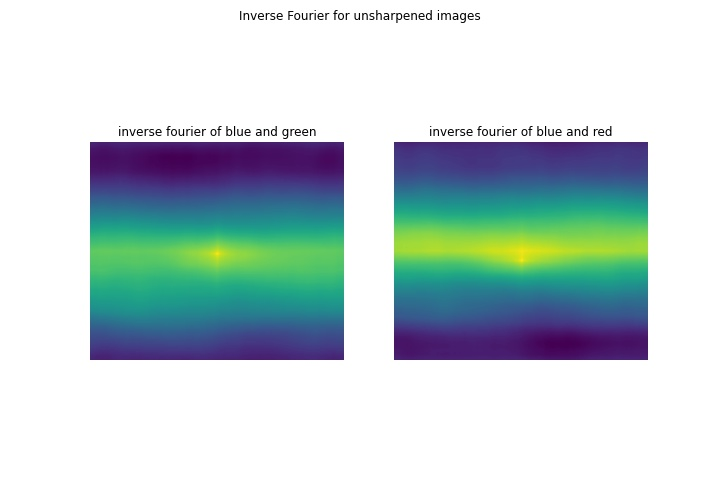 Inverse Fourier for unsharpened images
inverse fourier of blue and green
inverse fourier of blue and red